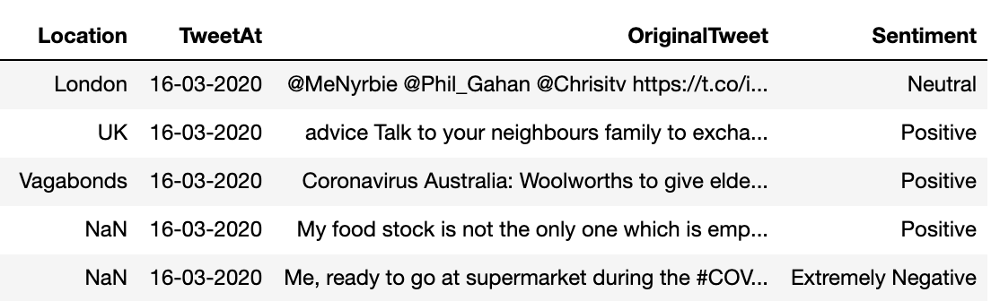 Location TweetAt OriginalTweet Sentiment
London 16-03-2020 @MeNyrbie @Phil_Gahan @Chrisitv https://t.co/i... Neutral
UK 16-03-2020 advice Talk to your neighbours family to excha... Positive
Vagabonds 16-03-2020 Coronavirus Australia: Woolworths to give elde... Positive
NaN 16-03-2020 My food stock is not the only one which is emp... Positive
NaN 16-03-2020 Me, ready to go at supermarket during the #COV... Extremely Negative